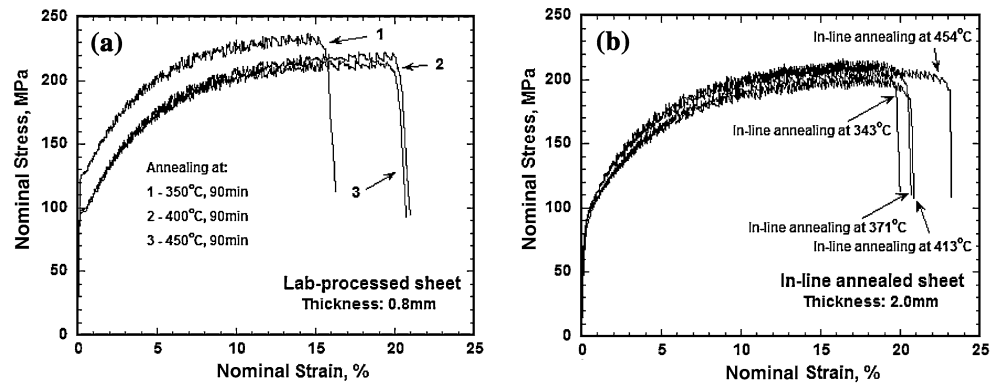 (a)
Nominal Stress, MPa
250
200
150
100
50
0
1
2
3
Annealing at:
1 - 350°C, 90min
2 - 400°C, 90min
3 - 450°C, 90min
Lab-processed sheet
Thickness: 0.8mm
0 5 10 15 20 25
Nominal Strain, %
(b)
Nominal Stress, MPa
250
200
150
100
50
0
In-line annealing at 454°C
In-line annealing at 343°C
In-line annealing at 371°C
In-line annealing at 413°C
In-line annealed sheet
Thickness: 2.0mm
0 5 10 15 20 25
Nominal Strain, %